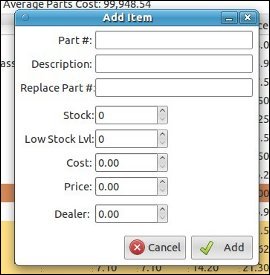 Average Parts Cost: 99,948.54
Add Item
Part #:
Description:
Replace Part #:
Stock: 0
Low Stock Lvl: 0
Cost: 0.00
Price: 0.00
Dealer: 0.00
Cancel Add
7.10 7.10 14.20 21.30